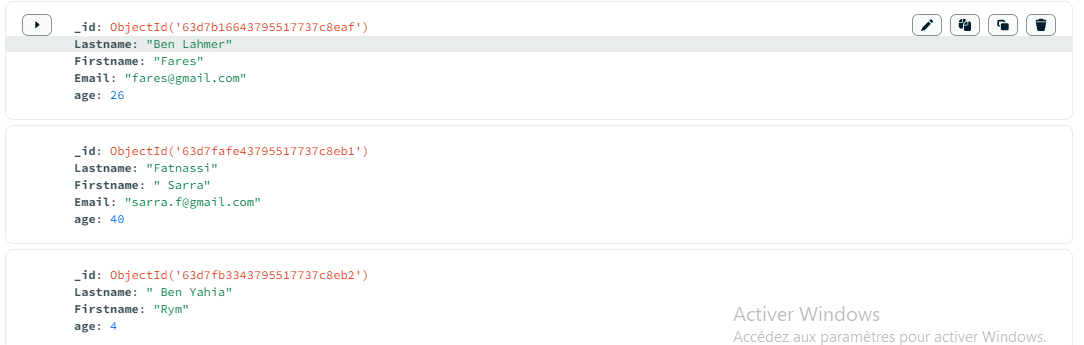 _id: ObjectId('63d7b16643795517737c8eaf')
Lastname: "Ben Lahmer"
Firstname: "Fares"
Email: "fares@gmail.com"
age: 26
_id: ObjectId('63d7fafe43795517737c8eb1')
Lastname: "Fatnassi"
Firstname: " Sarra"
Email: "sarra.f@gmail.com"
age: 40
_id: ObjectId('63d7fb3343795517737c8eb2')
Lastname: " Ben Yahia"
Firstname: "Rym"
age: 4
Activer Windows
Accédez aux paramètres pour activer Windows.